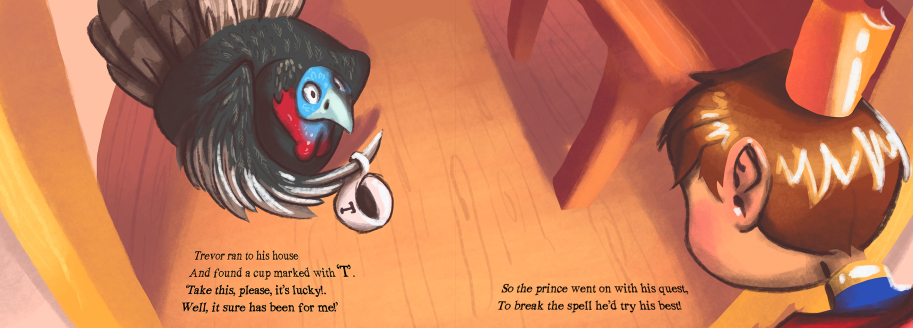 T
Trevor ran to his house
And found a cup marked with 'T'.
'Take this, please, it's lucky!.
Well, it sure has been for me!'
So the prince went on with his quest,
To break the spell he'd try his best!